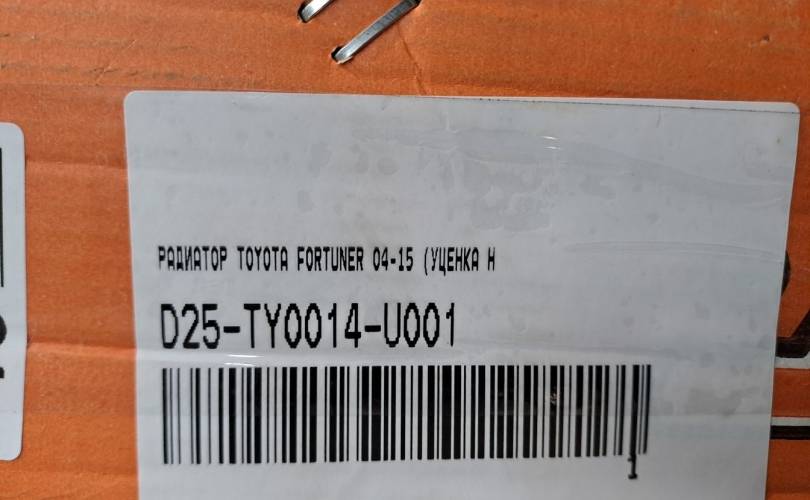 РАДИАТОР TOYOTA FORTUNER 04-15 (УЦЕНКА Н
D25-TY0014-U001
1